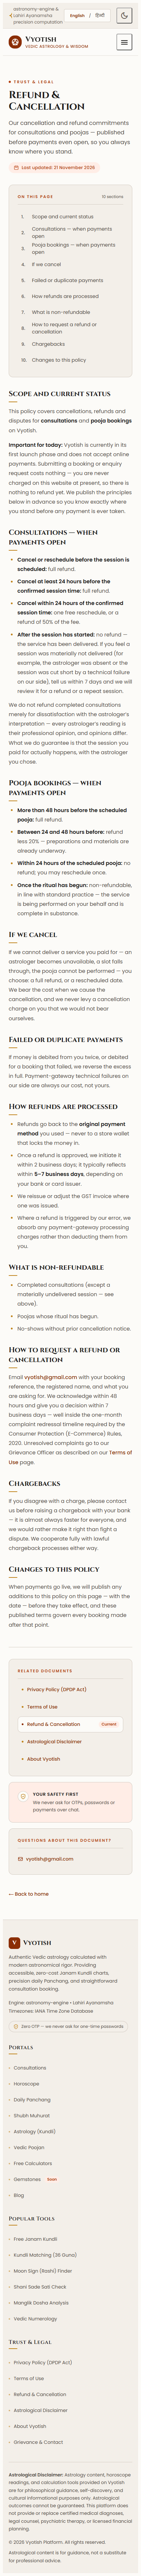 astronomy-engine &
Lahiri Ayanamsha
precision computation
English / हिन्दी
VYOTISH
VEDIC ASTROLOGY & WISDOM
TRUST & LEGAL
REFUND &
CANCELLATION
Our cancellation and refund commitments
for consultations and poojas — published
before payments even open, so you always
know where you stand.
Last updated: 21 November 2026
ON THIS PAGE
10 sections
1. Scope and current status
2. Consultations — when payments
open
3. Pooja bookings — when payments
open
4. If we cancel
5. Failed or duplicate payments
6. How refunds are processed
7. What is non-refundable
8. How to request a refund or
cancellation
9. Chargebacks
10. Changes to this policy
SCOPE AND CURRENT STATUS
This policy covers cancellations, refunds and
disputes for consultations and pooja bookings
on Vyotish.
Important for today: Vyotish is currently in its
first launch phase and does not yet accept
payments. Submitting a booking or enquiry
request costs you nothing — you are never
charged on this website at present, so there is
nothing to refund yet. We publish the principles
below in advance so you know exactly where you
stand before any payment is ever taken.
CONSULTATIONS — WHEN
PAYMENTS OPEN
Cancel or reschedule before the session is
scheduled: full refund.
Cancel at least 24 hours before the
confirmed session time: full refund.
Cancel within 24 hours of the confirmed
session time: one free reschedule, or a
refund of 50% of the fee.
After the session has started: no refund —
the service has been delivered. If you feel a
session was materially not delivered (for
example, the astrologer was absent or the
session was cut short by a technical failure
on our side), tell us within 7 days and we will
review it for a refund or a repeat session.
We do not refund completed consultations
merely for dissatisfaction with the astrologer's
interpretation — every astrologer's reading is
their professional opinion, and opinions differ.
What we do guarantee is that the session you
paid for actually happens, with the astrologer
you chose.
POOJA BOOKINGS — WHEN
PAYMENTS OPEN
More than 48 hours before the scheduled
pooja: full refund.
Between 24 and 48 hours before: refund
less 20% — preparations and materials are
already underway.
Within 24 hours of the scheduled pooja: no
refund; you may reschedule once.
Once the ritual has begun: non-refundable,
in line with standard practice — the service
is being performed on your behalf and is
complete in substance.
IF WE CANCEL
If we cannot deliver a service you paid for — an
astrologer becomes unavailable, a slot falls
through, the pooja cannot be performed — you
choose: a full refund, or a rescheduled date.
We bear the cost when we cause the
cancellation, and we never levy a cancellation
charge on you that we would not bear
ourselves.
FAILED OR DUPLICATE PAYMENTS
If money is debited from you twice, or debited
for a booking that failed, we reverse the excess
in full. Payment-gateway technical failures on
our side are always our cost, not yours.
HOW REFUNDS ARE PROCESSED
Refunds go back to the original payment
method you used — never to a store wallet
that locks the money in.
Once a refund is approved, we initiate it
within 2 business days; it typically reflects
within 5–7 business days, depending on
your bank or card issuer.
We reissue or adjust the GST invoice where
one was issued.
Where a refund is triggered by our error, we
absorb any payment-gateway processing
charges rather than deducting them from
you.
WHAT IS NON-REFUNDABLE
Completed consultations (except a
materially undelivered session — see
above).
Poojas whose ritual has begun.
No-shows without prior cancellation notice.
HOW TO REQUEST A REFUND OR
CANCELLATION
Email vyotish@gmail.com with your booking
reference, the registered name, and what you
are asking for. We acknowledge within 48
hours and give you a decision within 7
business days — well inside the one-month
complaint redressal timeline required by the
Consumer Protection (E-Commerce) Rules,
2020. Unresolved complaints go to our
Grievance Officer as described on our Terms of
Use page.
CHARGEBACKS
If you disagree with a charge, please contact
us before raising a chargeback with your bank
— it is almost always faster for you, and we
would rather make it right than fight a
dispute. We cooperate fully with lawful
chargeback processes either way.
CHANGES TO THIS POLICY
When payments go live, we will publish any
additions to this policy on this page — with the
date — before they take effect, and these
published terms govern every booking made
after that point.
RELATED DOCUMENTS
Privacy Policy (DPDP Act)
Terms of Use
Refund & Cancellation
Current
Astrological Disclaimer
About Vyotish
YOUR SAFETY FIRST
We never ask for OTPs, passwords or
payments over chat.
QUESTIONS ABOUT THIS DOCUMENT?
vyotish@gmail.com
← Back to home
V VYOTISH
Authentic Vedic astrology calculated with
modern astronomical rigor. Providing
accessible, zero-cost Janam Kundli charts,
precision daily Panchang, and straightforward
consultation booking.
Engine: astronomy-engine • Lahiri Ayanamsa
Timezones: IANA Time Zone Database
Zero OTP — we never ask for one-time passwords
PORTALS
Consultations
Horoscope
Daily Panchang
Shubh Muhurat
Astrology (Kundli)
Vedic Poojan
Free Calculators
Gemstones Soon
Blog
POPULAR TOOLS
Free Janam Kundli
Kundli Matching (36 Guna)
Moon Sign (Rashi) Finder
Shani Sade Sati Check
Manglik Dosha Analysis
Vedic Numerology
TRUST & LEGAL
Privacy Policy (DPDP Act)
Terms of Use
Refund & Cancellation
Astrological Disclaimer
About Vyotish
Grievance & Contact
Astrological Disclaimer: Astrology content, horoscope
readings, and calculation tools provided on Vyotish
are for philosophical guidance, self-discovery, and
cultural informational purposes only. Astrological
outcomes cannot be guaranteed. This platform does
not provide or replace certified medical diagnoses,
legal counsel, psychiatric therapy, or licensed financial
planning.
© 2026 Vyotish Platform. All rights reserved.
Astrological content is for guidance, not a substitute
for professional advice.